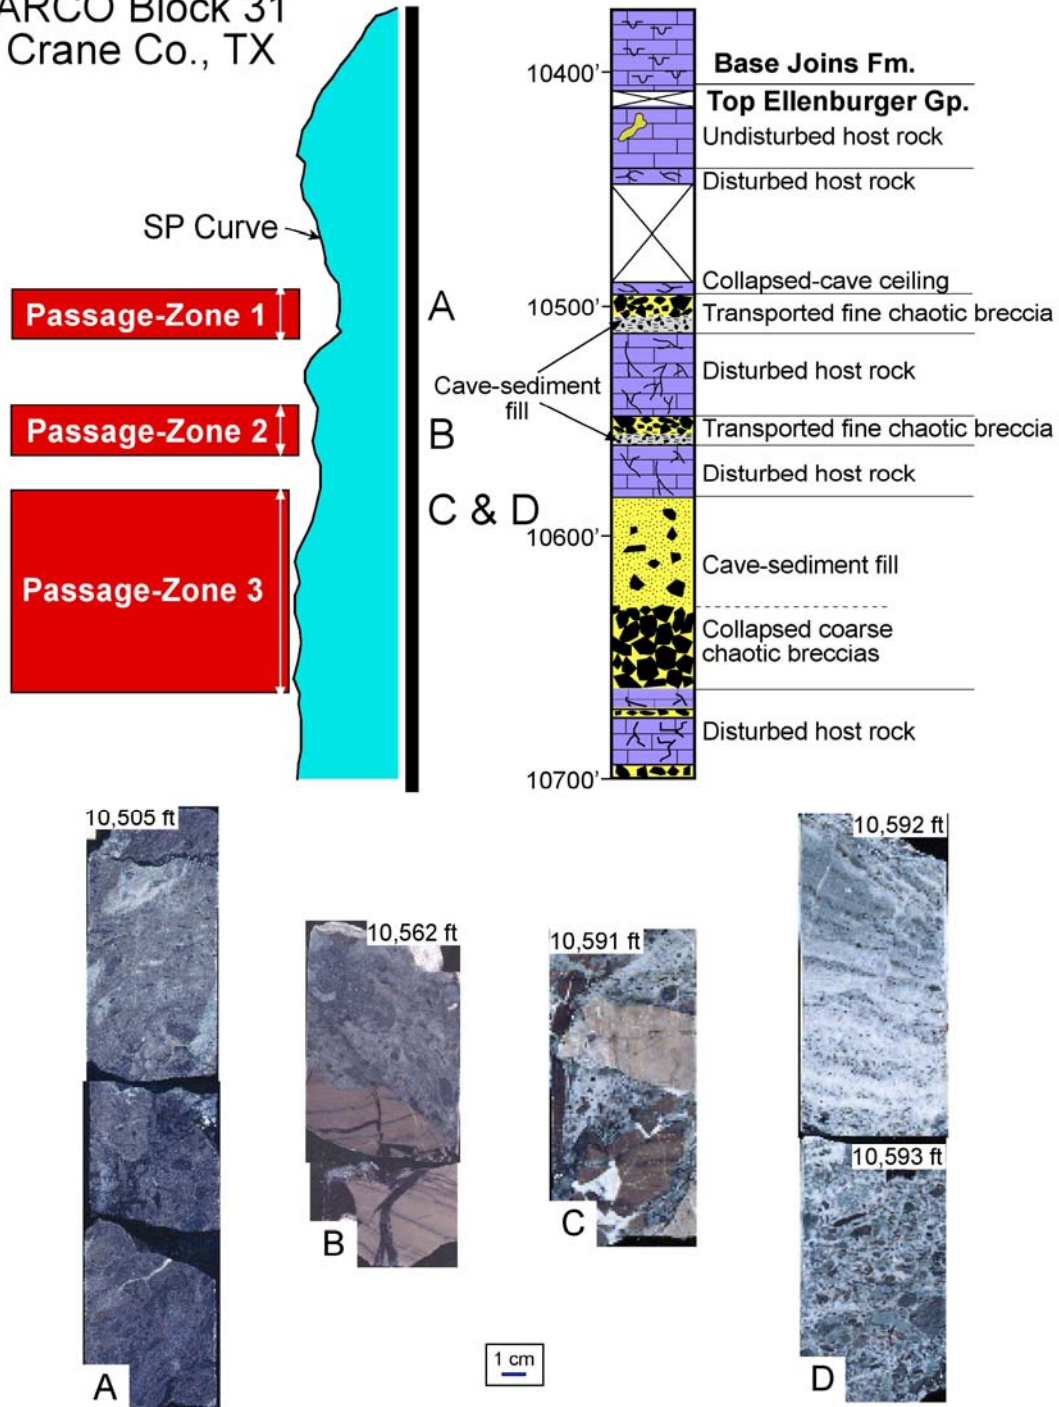 ARCO Block 31
Crane Co., TX
SP Curve
Passage-Zone 1
Passage-Zone 2
Passage-Zone 3
A
B
C & D
Cave-sediment
fill
10400'
10500'
10600'
10700'
Base Joins Fm.
Top Ellenburger Gp.
Undisturbed host rock
Disturbed host rock
Collapsed-cave ceiling
Transported fine chaotic breccia
Disturbed host rock
Transported fine chaotic breccia
Disturbed host rock
Cave-sediment fill
Collapsed coarse
chaotic breccias
Disturbed host rock
10,505 ft
A
10,562 ft
B
10,591 ft
C
10,592 ft
10,593 ft
D
1 cm